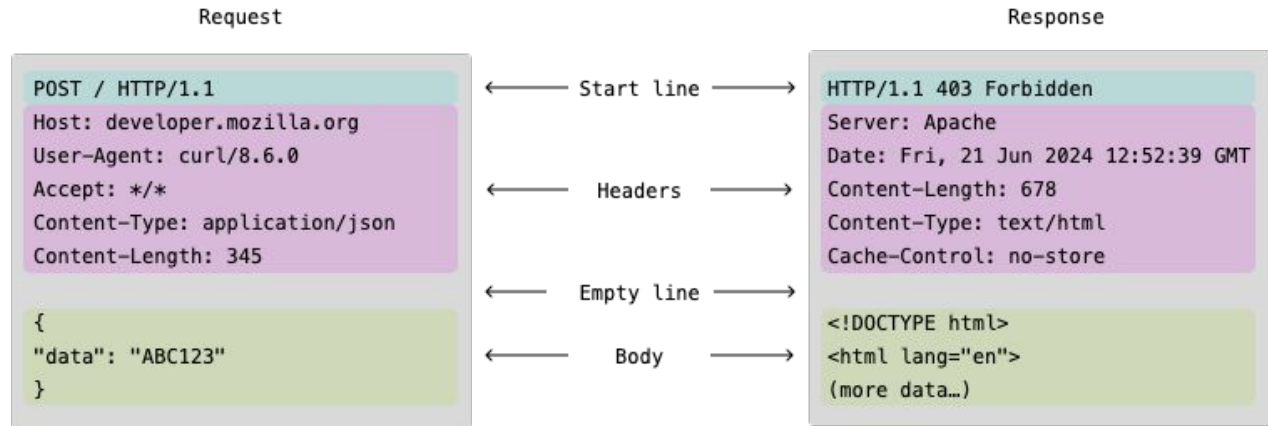 Request
POST / HTTP/1.1
Host: developer.mozilla.org
User-Agent: curl/8.6.0
Accept: */*
Content-Type: application/json
Content-Length: 345
{
"data": "ABC123"
}
Start line
Headers
Empty line
Body
Response
HTTP/1.1 403 Forbidden
Server: Apache
Date: Fri, 21 Jun 2024 12:52:39 GMT
Content-Length: 678
Content-Type: text/html
Cache-Control: no-store
<!DOCTYPE html>
<html lang="en">
(more data…)